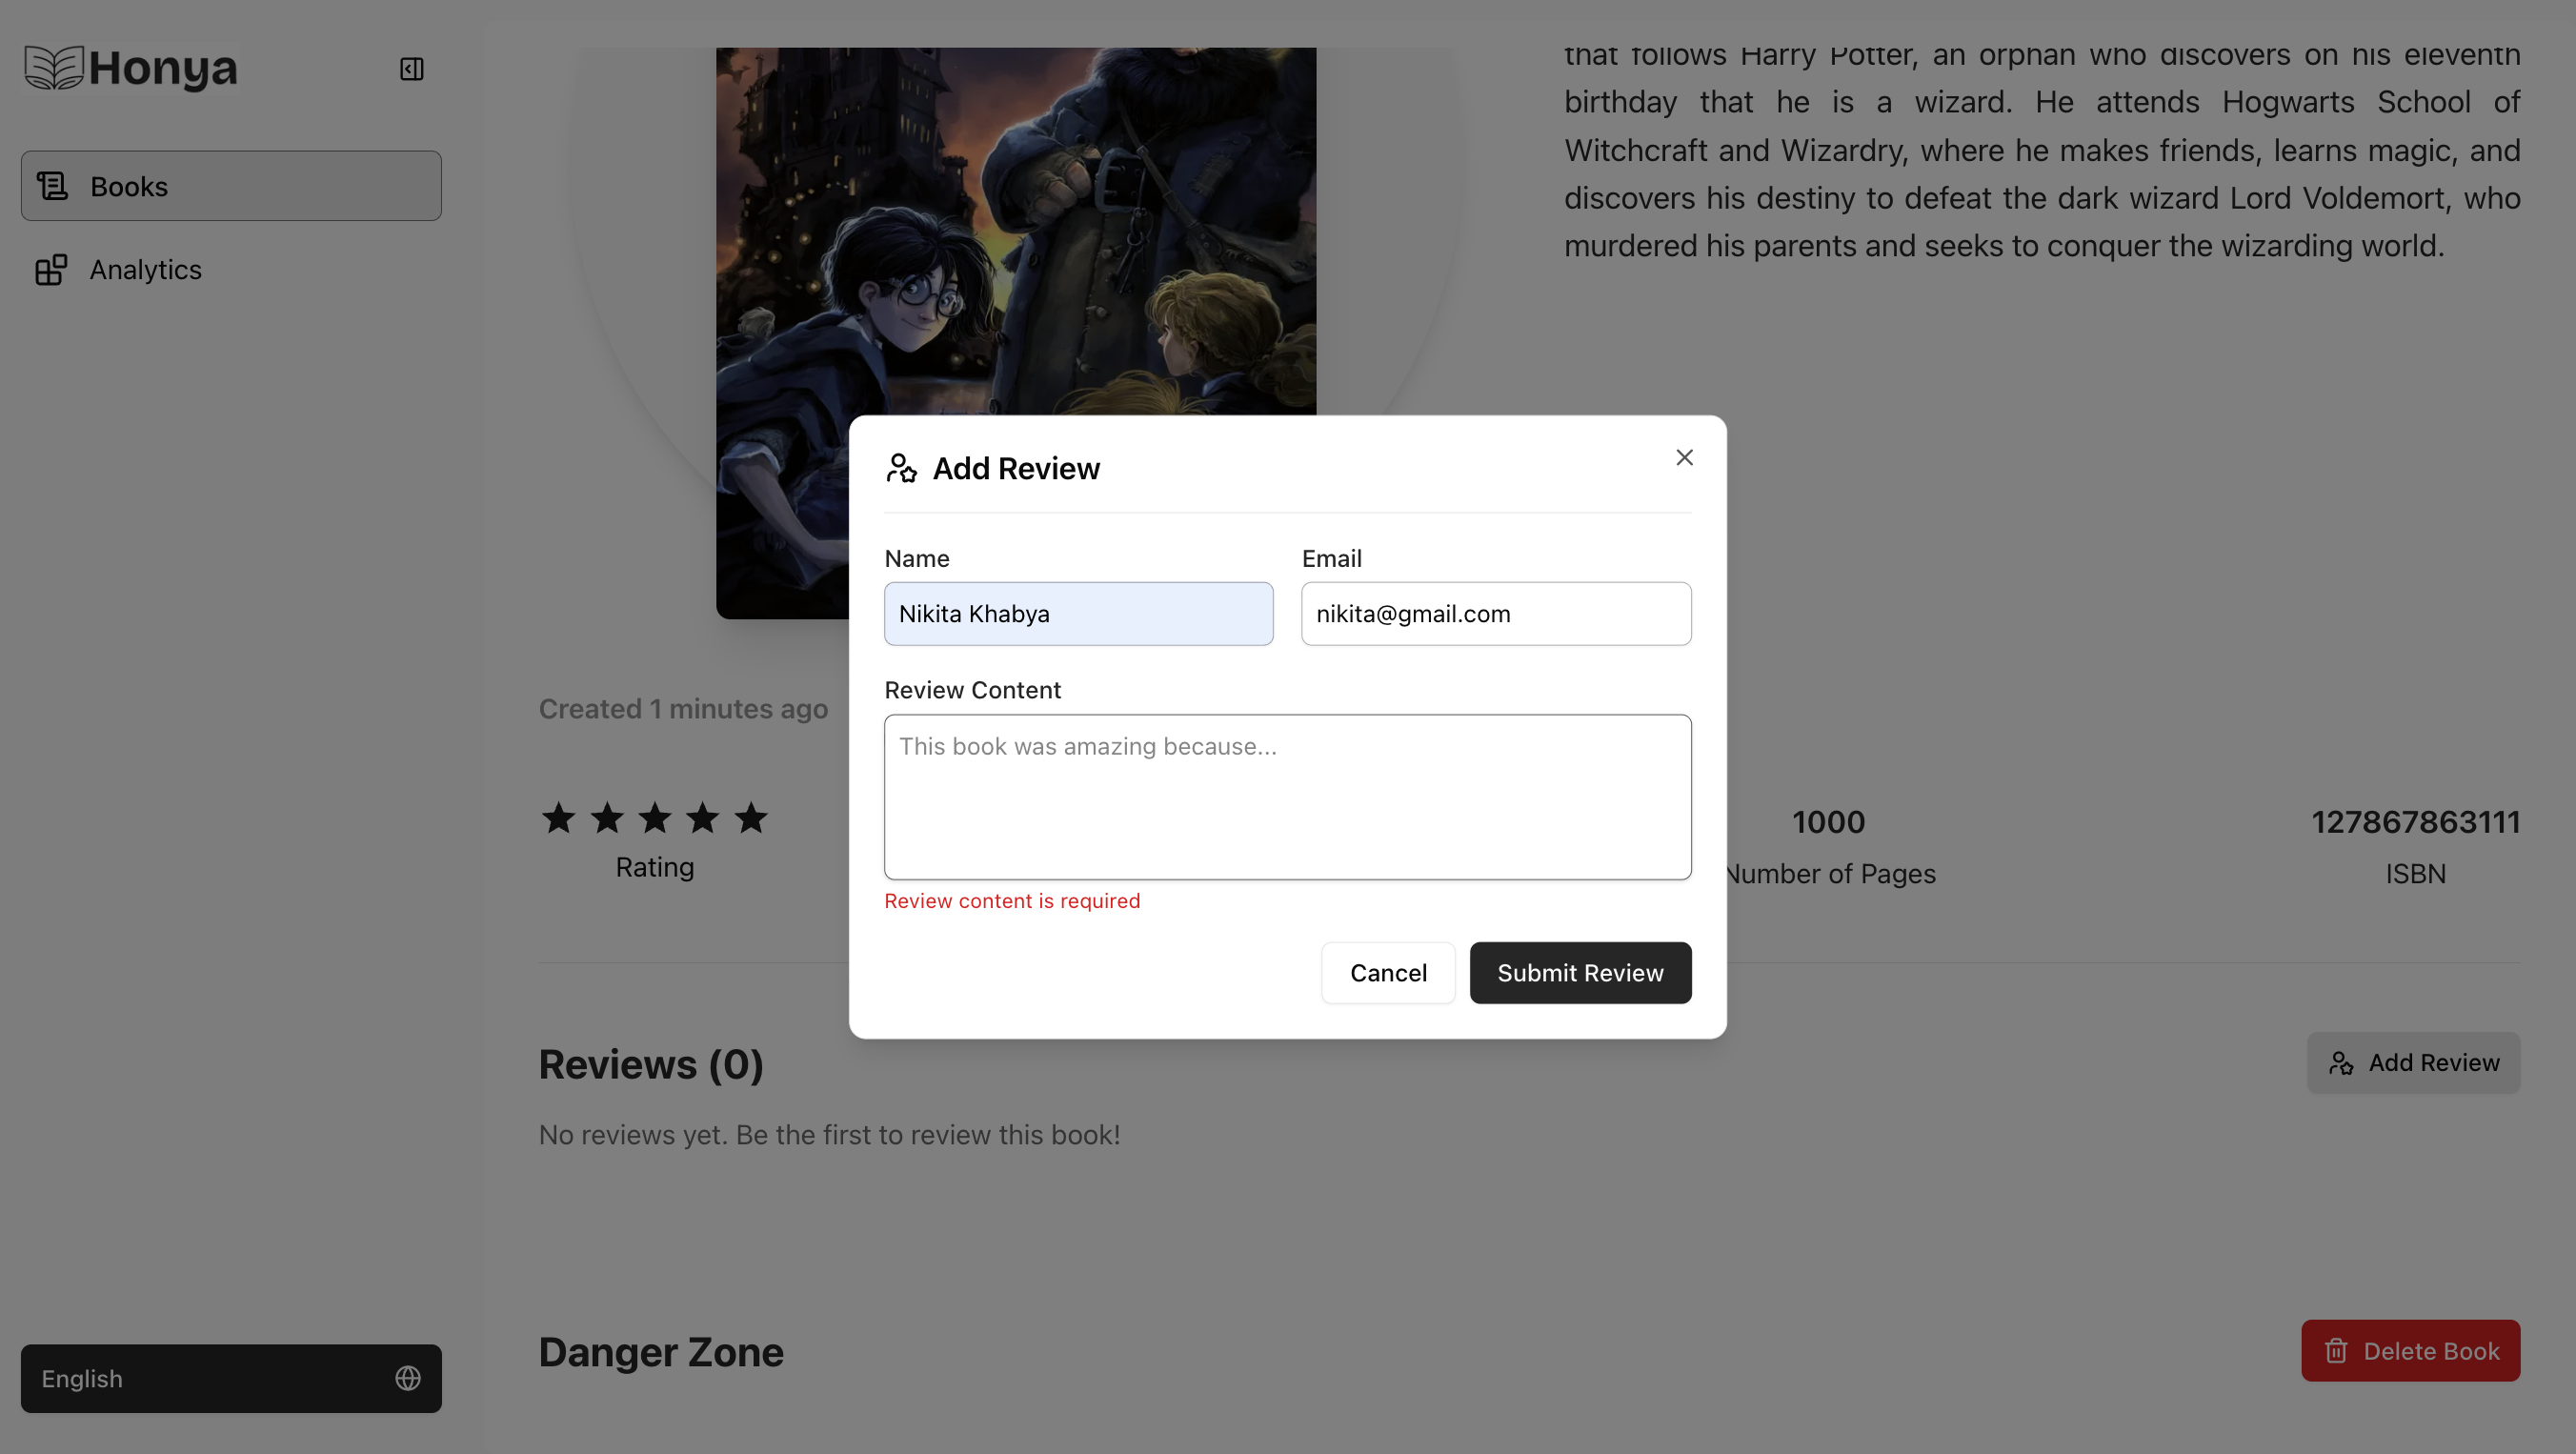 Honya
Books
Analytics
English
that follows Harry Potter, an orphan who discovers on his eleventh
birthday that he is a wizard. He attends Hogwarts School of
Witchcraft and Wizardry, where he makes friends, learns magic, and
discovers his destiny to defeat the dark wizard Lord Voldemort, who
murdered his parents and seeks to conquer the wizarding world.
Created 1 minutes ago
Rating
1000
Number of Pages
127867863111
ISBN
Add Review
Name
Email
Nikita Khabya
nikita@gmail.com
Review Content
This book was amazing because...
Review content is required
Cancel
Submit Review
Reviews (0)
Add Review
No reviews yet. Be the first to review this book!
Danger Zone
Delete Book